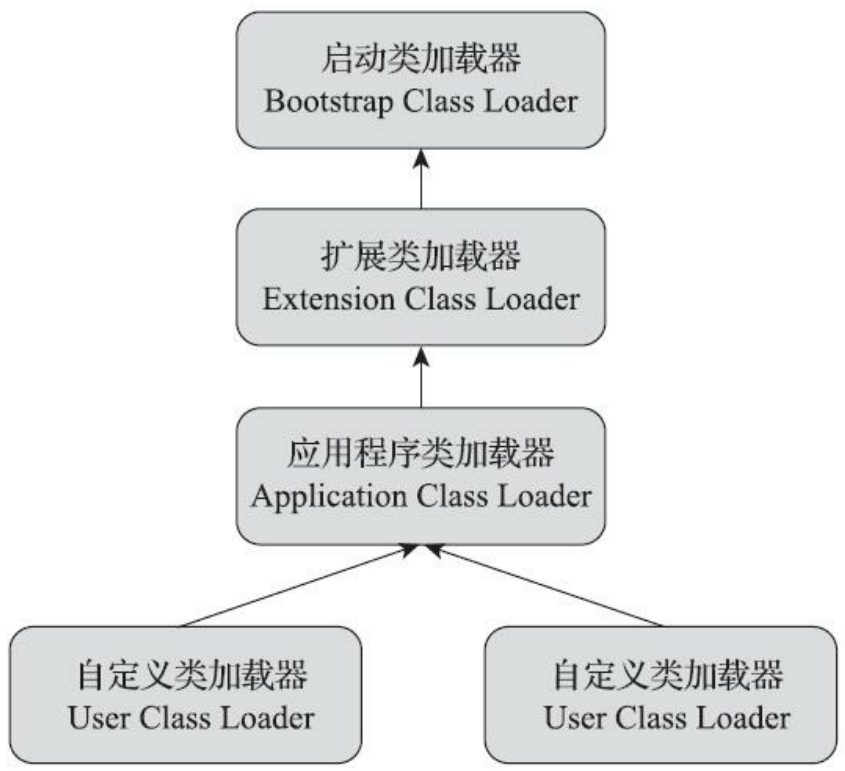 启动类加载器
Bootstrap Class Loader
扩展类加载器
Extension Class Loader
应用程序类加载器
Application Class Loader
自定义类加载器
User Class Loader
自定义类加载器
User Class Loader